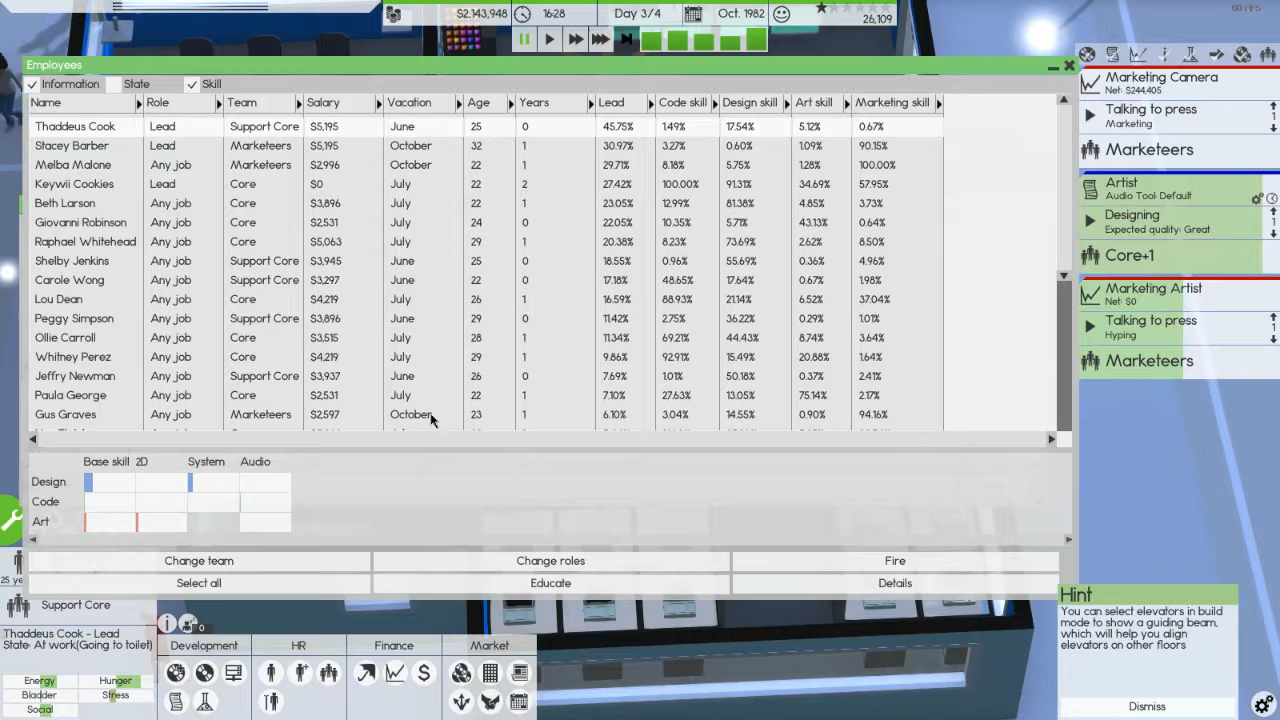 $2,143,948 16:28 Day 3/4 Oct. 1982 26,109
60 FPS
Employees
Information State Skill
Name Role Team Salary Vacation Age Years Lead Code skill Design skill Art skill Marketing skill
Thaddeus Cook Lead Support Core $5,195 June 25 0 45.75% 1.49% 17.54% 5.12% 0.67%
Stacey Barber Lead Marketeers $5,195 October 32 1 30.97% 3.27% 0.60% 1.09% 90.15%
Melba Malone Any job Marketeers $2,996 October 22 1 29.71% 8.18% 5.75% 1.28% 100.00%
Keywii Cookies Lead Core $0 July 22 2 27.42% 100.00% 91.31% 34.69% 57.95%
Beth Larson Any job Core $3,896 July 22 1 23.05% 12.99% 81.38% 4.85% 3.73%
Giovanni Robinson Any job Core $2,531 July 24 0 22.05% 10.35% 5.71% 43.13% 0.64%
Raphael Whitehead Any job Core $5,063 July 29 1 20.38% 8.23% 73.69% 2.62% 8.50%
Shelby Jenkins Any job Support Core $3,945 June 25 0 18.55% 0.96% 55.69% 0.36% 4.96%
Carole Wong Any job Support Core $3,297 June 22 0 17.18% 48.65% 17.64% 0.67% 1.98%
Lou Dean Any job Core $4,219 July 26 1 16.59% 88.93% 21.14% 6.52% 37.04%
Peggy Simpson Any job Support Core $3,896 June 29 0 11.42% 2.75% 36.22% 0.29% 1.01%
Ollie Carroll Any job Core $3,515 July 28 1 11.34% 69.21% 44.43% 8.74% 3.64%
Whitney Perez Any job Core $4,219 July 29 1 9.86% 92.91% 15.49% 20.88% 1.64%
Jeffry Newman Any job Support Core $3,937 June 26 0 7.69% 1.01% 50.18% 0.37% 2.41%
Paula George Any job Core $2,531 July 22 1 7.10% 27.63% 13.05% 75.14% 2.17%
Gus Graves Any job Marketeers $2,597 October 23 1 6.10% 3.04% 14.55% 0.90% 94.16%
Base skill 2D System Audio
Design
Code
Art
Change team Change roles Fire
Select all Educate Details
Marketing Camera
Net: $244.405
Talking to press
Marketing
1
Marketeers
Artist
Audio Tool: Default
Designing
Expected quality: Great
1
Core+1
Marketing Artist
Net: $0
Talking to press
Hyping
1
Marketeers
Hint
You can select elevators in build
mode to show a guiding beam,
which will help you align
elevators on other floors
Dismiss
25 ye
Support Core
Thaddeus Cook - Lead
State: At work(Going to toilet)
Energy Hunger
Bladder Stress
Social
0
Development HR Finance Market